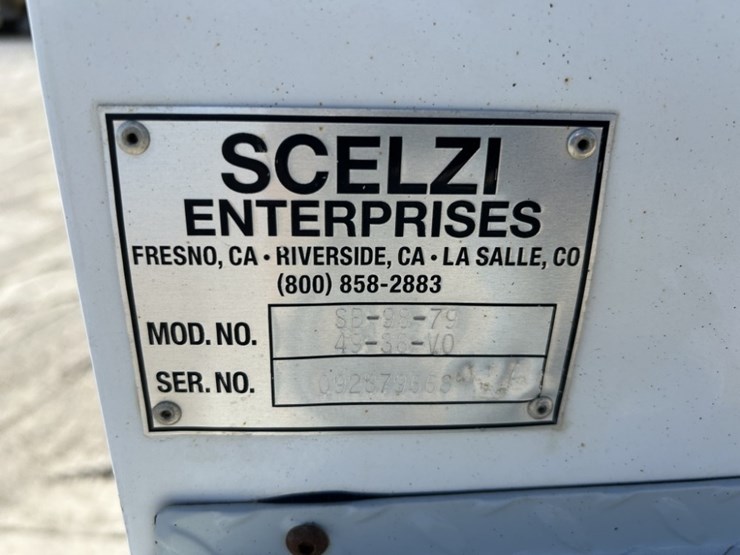 SCELZI
ENTERPRISES
FRESNO, CA • RIVERSIDE, CA • LA SALLE, CO
(800) 858-2883
MOD. NO.
SER. NO.